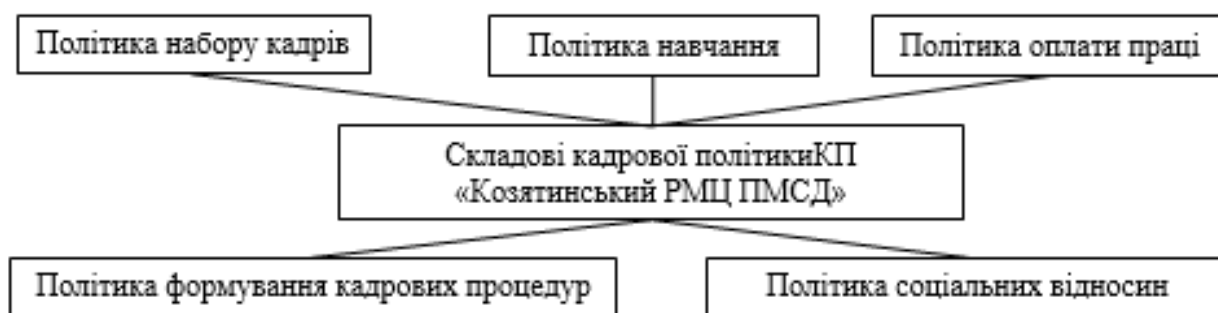 Політика набору кадрів
Політика навчання
Політика оплати праці
Складові кадрової політикиКП
«Козятинський РМЦ ПМСД»
Політика формування кадрових процедур
Політика соціальних відносин